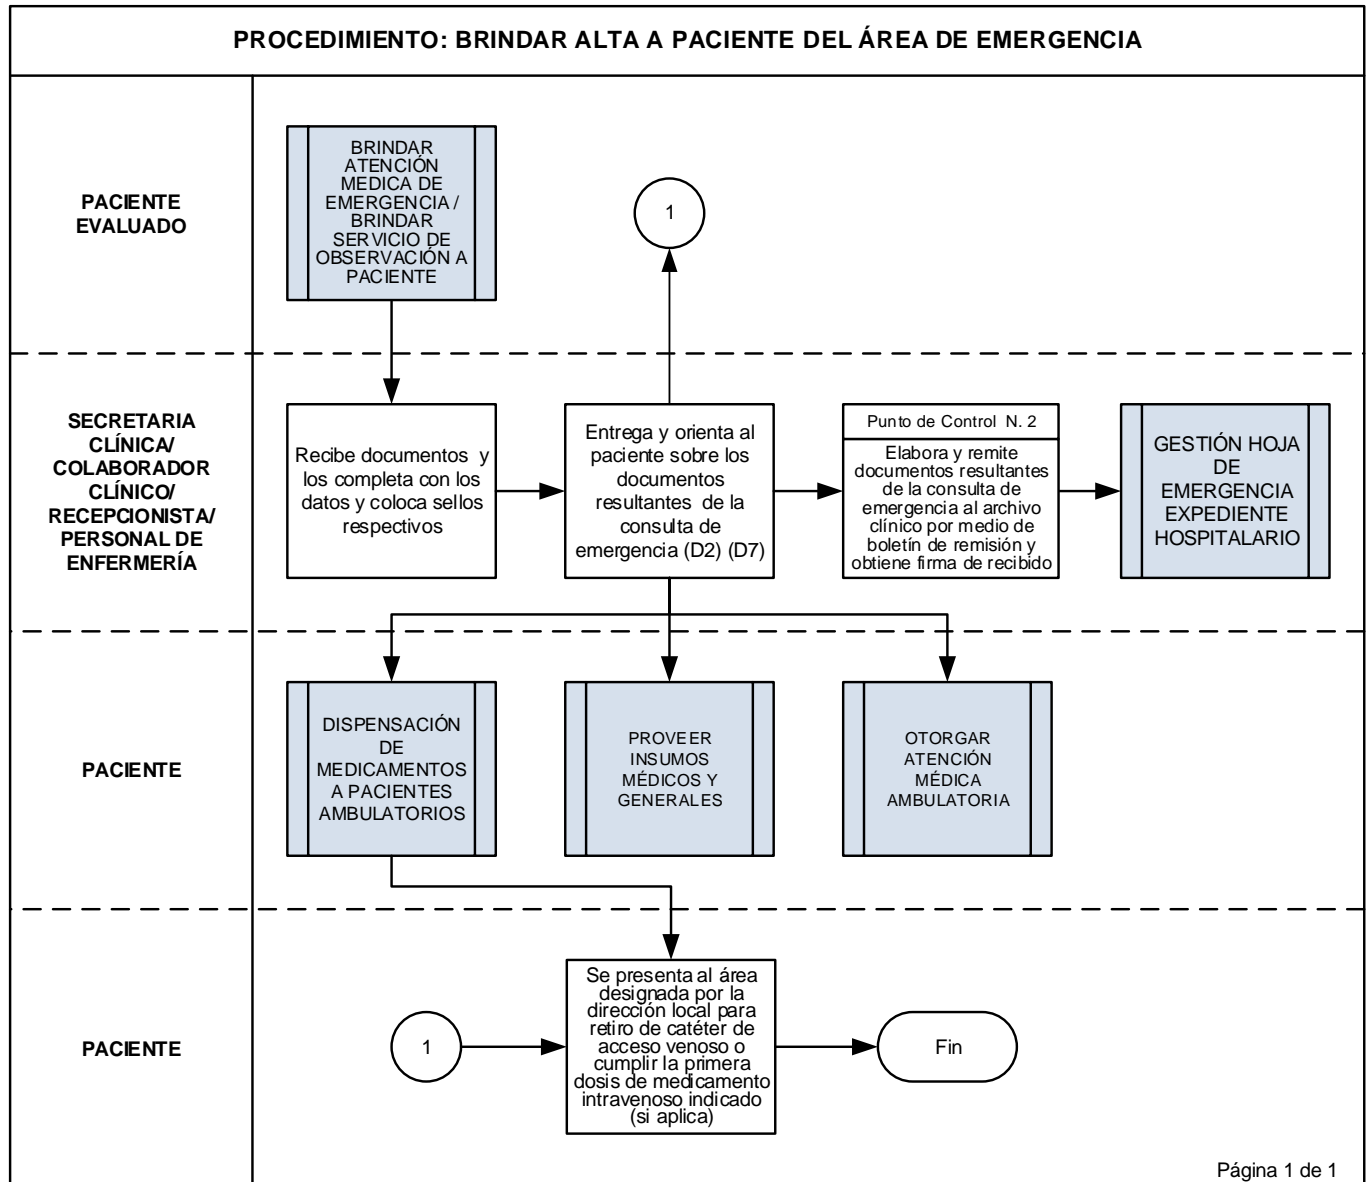 PROCEDIMIENTO: BRINDAR ALTA A PACIENTE DEL ÁREA DE EMERGENCIA
PACIENTE
EVALUADO
BRINDAR
ATENCIÓN
MEDICA DE
EMERGENCIA /
BRINDAR
SERVICIO DE
OBSERVACIÓN A
PACIENTE
1
SECRETARIA
CLÍNICA/
COLABORADOR
CLÍNICO/
RECEPCIONISTA/
PERSONAL DE
ENFERMERÍA
Recibe documentos y
los completa con los
datos y coloca sellos
respectivos
Entrega y orienta al
paciente sobre los
documentos
resultantes de la
consulta de
emergencia (D2) (D7)
Punto de Control N. 2
Elabora y remite
documentos resultantes
de la consulta de
emergencia al archivo
clínico por medio de
boletín de remisión y
obtiene firma de recibido
GESTIÓN HOJA
DE
EMERGENCIA
EXPEDIENTE
HOSPITALARIO
PACIENTE
DISPENSACIÓN
DE
MEDICAMENTOS
A PACIENTES
AMBULATORIOS
PROVEER
INSUMOS
MÉDICOS Y
GENERALES
OTORGAR
ATENCIÓN
MÉDICA
AMBULATORIA
PACIENTE
1
Se presenta al área
designada por la
dirección local para
retiro de catéter de
acceso venoso o
cumplir la primera
dosis de medicamento
intravenoso indicado
(si aplica)
Fin
Página 1 de 1